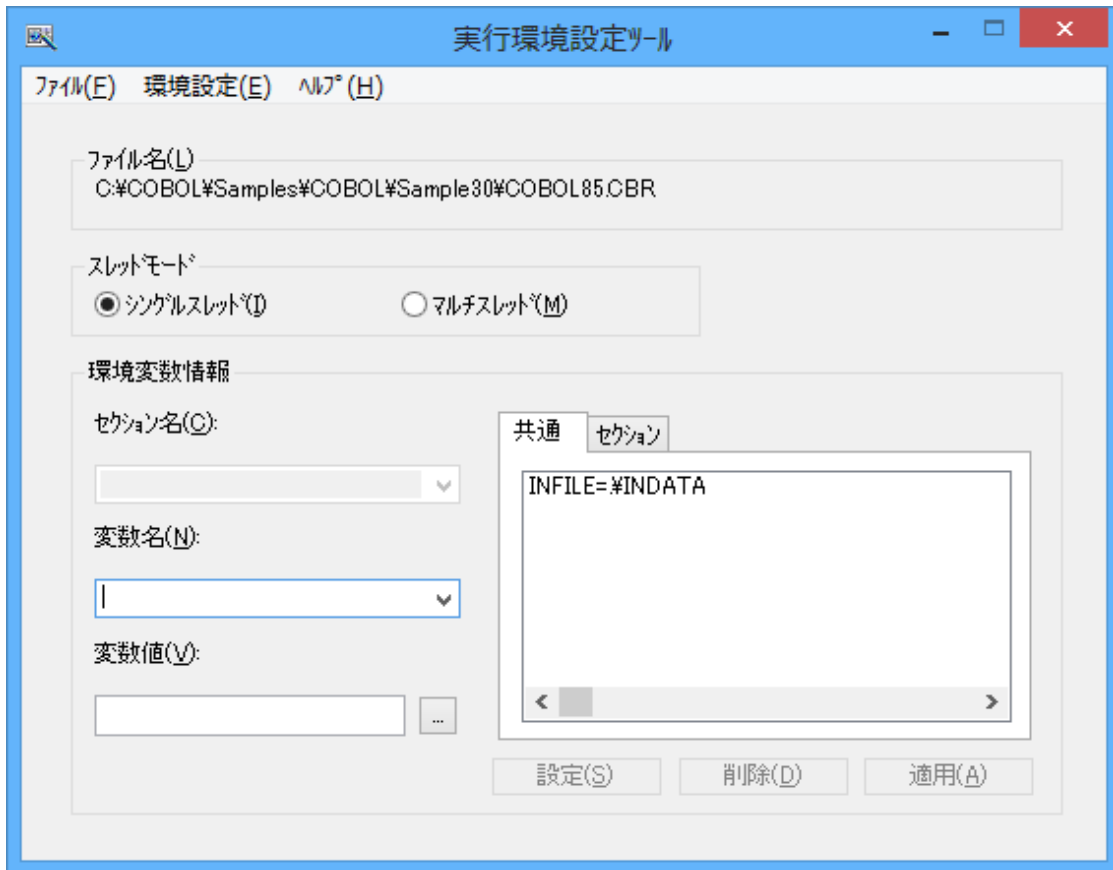 実行環境設定ﾂｰﾙ
ﾌｧｲﾙ(F) 環境設定(E) ﾍﾙﾌﾟ(H)
ﾌｧｲﾙ名(L)
C:¥COBOL¥Samples¥COBOL¥Sample30¥COBOL85.CBR
ｽﾚｯﾄﾞﾓｰﾄﾞ
ｼﾝｸﾞﾙｽﾚｯﾄﾞ(I) ﾏﾙﾁｽﾚｯﾄﾞ(M)
環境変数情報
ｾｸｼｮﾝ名(C):
共通 ｾｸｼｮﾝ
INFILE=.¥INDATA
変数名(N):
変数値(V):
...
設定(S) 削除(D) 適用(A)